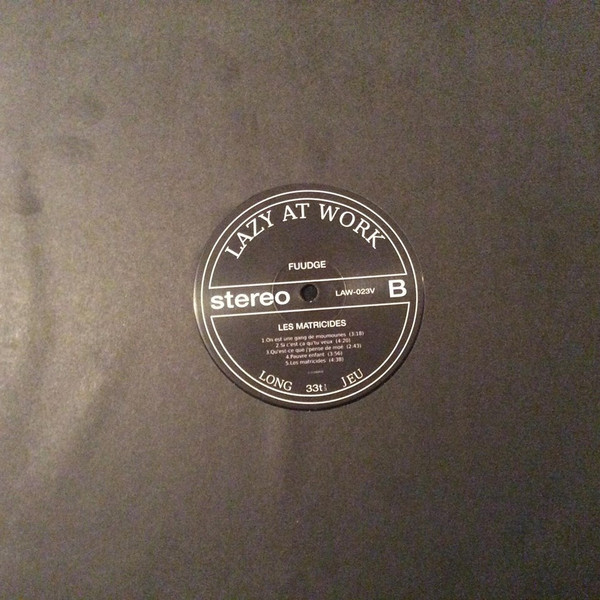 LAZY AT WORK
FUUDGE
stereo LAW-023V B
LES MATRICIDES
1.On est une gang de moumounes (3:18)
2.Si c'est ça qu'tu veux (4:20)
3.Qu'est-ce que j'pense de moé (2:43)
4.Pauvre enfant (3:56)
5.Les matricides (4:38)
LONG 33t JEU